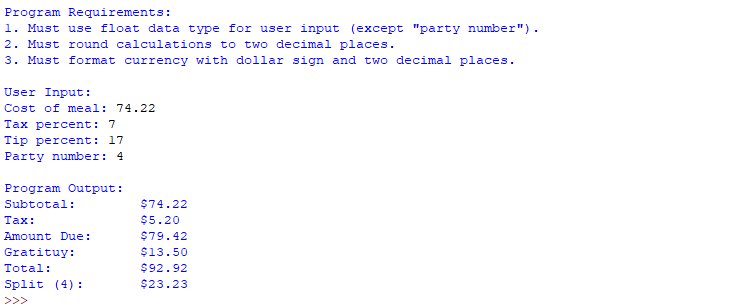 Program Requirements:
1. Must use float data type for user input (except "party number").
2. Must round calculations to two decimal places.
3. Must format currency with dollar sign and two decimal places.
User Input:
Cost of meal: 74.22
Tax percent: 7
Tip percent: 17
Party number: 4
Program Output:
Subtotal: $74.22
Tax: $5.20
Amount Due: $79.42
Gratituy: $13.50
Total: $92.92
Split (4): $23.23
>>>